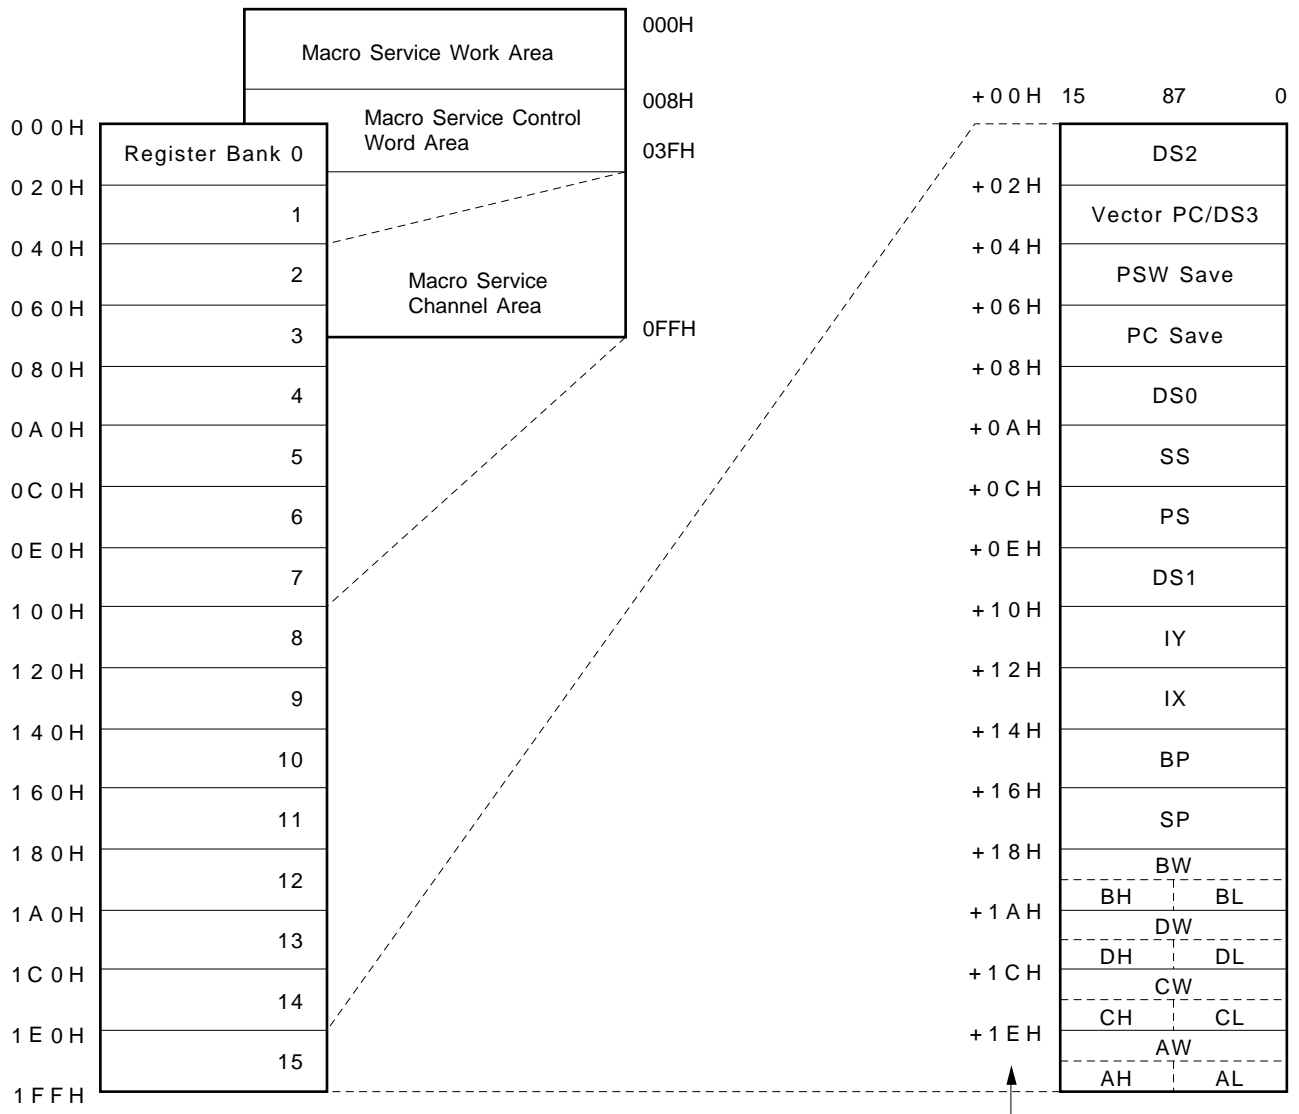 000H
Macro Service Work Area
008H
Macro Service Control
Word Area
03FH
Macro Service
Channel Area
0FFH
000H
Register Bank 0
020H
1
040H
2
060H
3
080H
4
0A0H
5
0C0H
6
0E0H
7
100H
8
120H
9
140H
10
160H
11
180H
12
1A0H
13
1C0H
14
1E0H
15
1FFH
+00H 15 87 0
DS2
+02H
Vector PC/DS3
+04H
PSW Save
+06H
PC Save
+08H
DS0
+0AH
SS
+0CH
PS
+0EH
DS1
+10H
IY
+12H
IX
+14H
BP
+16H
SP
+18H
BW
BH BL
+1AH
DW
DH DL
+1CH
CW
CH CL
+1EH
AW
AH AL